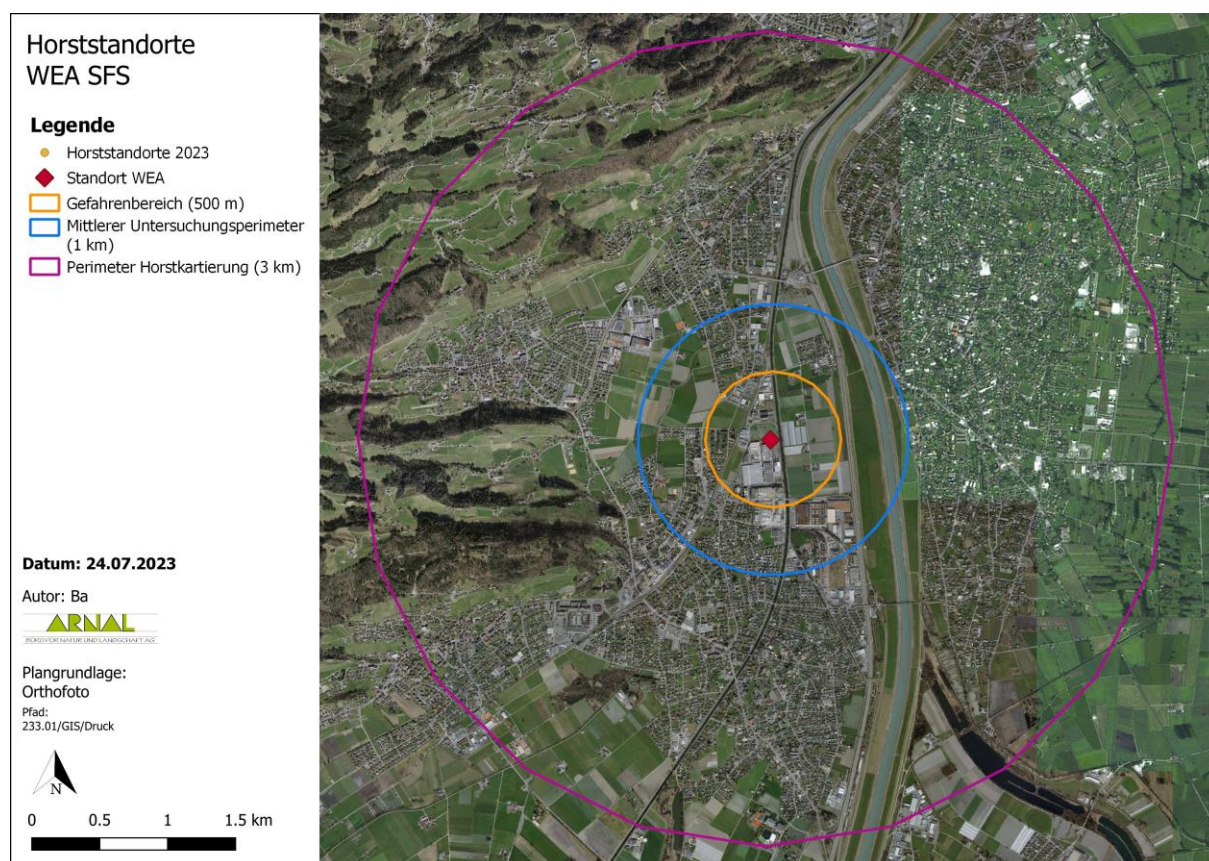 Horststandorte
WEA SFS
Legende
Horststandorte 2023
Standort WEA
Gefahrenbereich (500 m)
Mittlerer Untersuchungsperimeter
(1 km)
Perimeter Horstkartierung (3 km)
Datum: 24.07.2023
Autor: Ba
ARNAL
BÜRO FÜR NATUR UND LANDSCHAFT AG
Plangrundlage:
Orthofoto
Pfad:
233.01/GIS/Druck
N
0 0.5 1 1.5 km